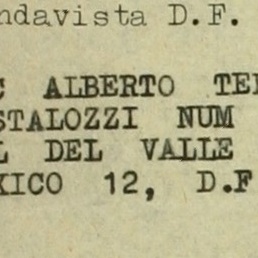 ndavista D.F.
C ALBERTO TE
STALOZZI NUM
L DEL VALLE
XICO 12, D.F